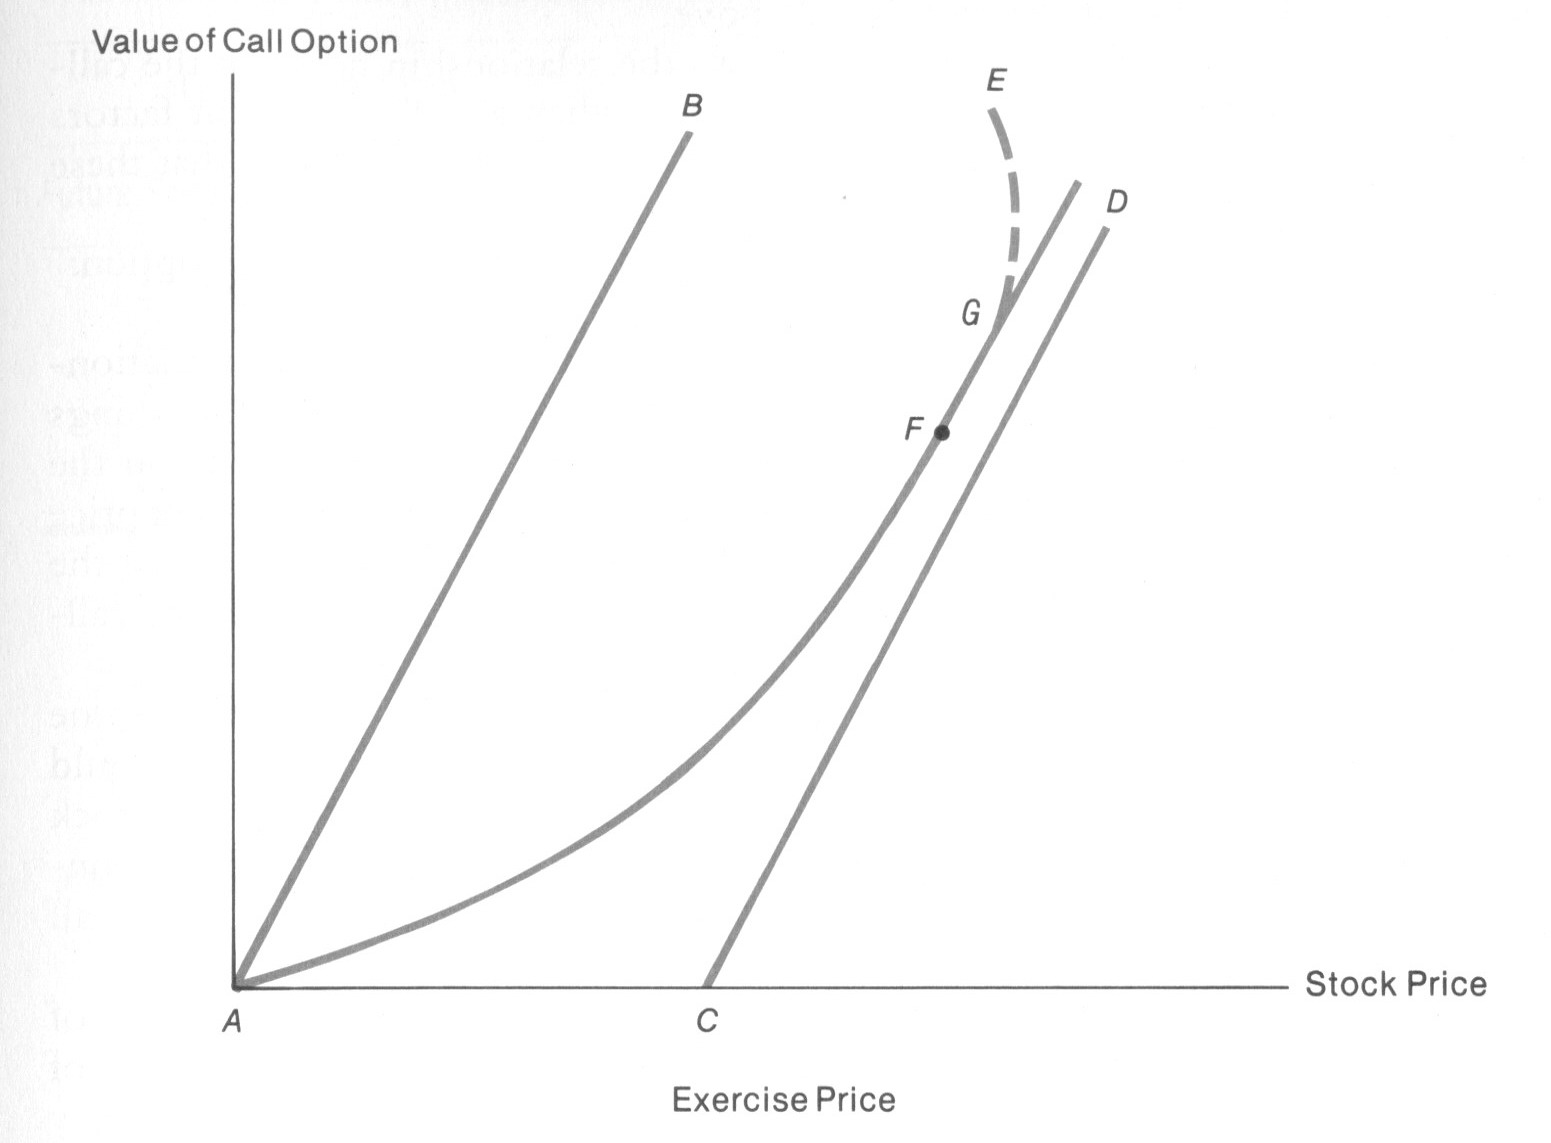 Value of Call Option
B
E
D
G
F
Stock Price
A
C
Exercise Price